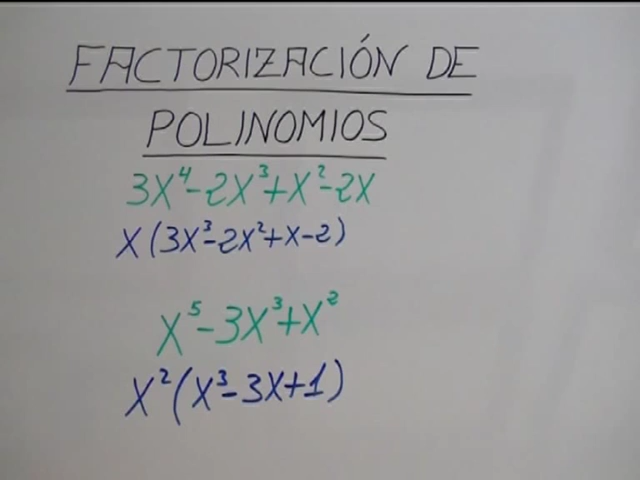 FACTORIZACIÓN DE
POLINOMIOS
3X⁴-2X³+X²-2X
X(3X³-2X²+X-2)
X⁵-3X³+X²
X²(X³-3X+1)